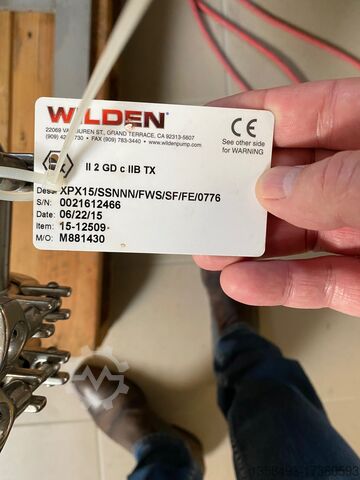 WILDEN®
22069 VAN BUREN ST., GRAND TERRACE, CA 92313-5607
(909) 42 -1730 • FAX (909) 783-3440 • www.wildenpump.com
CE
See other side
for WARNING
Ex
II 2 GD c IIB TX
Desc: XPX15/SSNNN/FWS/SF/FE/0776
S/N: 0021612466
Date: 06/22/15
Item: 15-12509
M/O: M881430